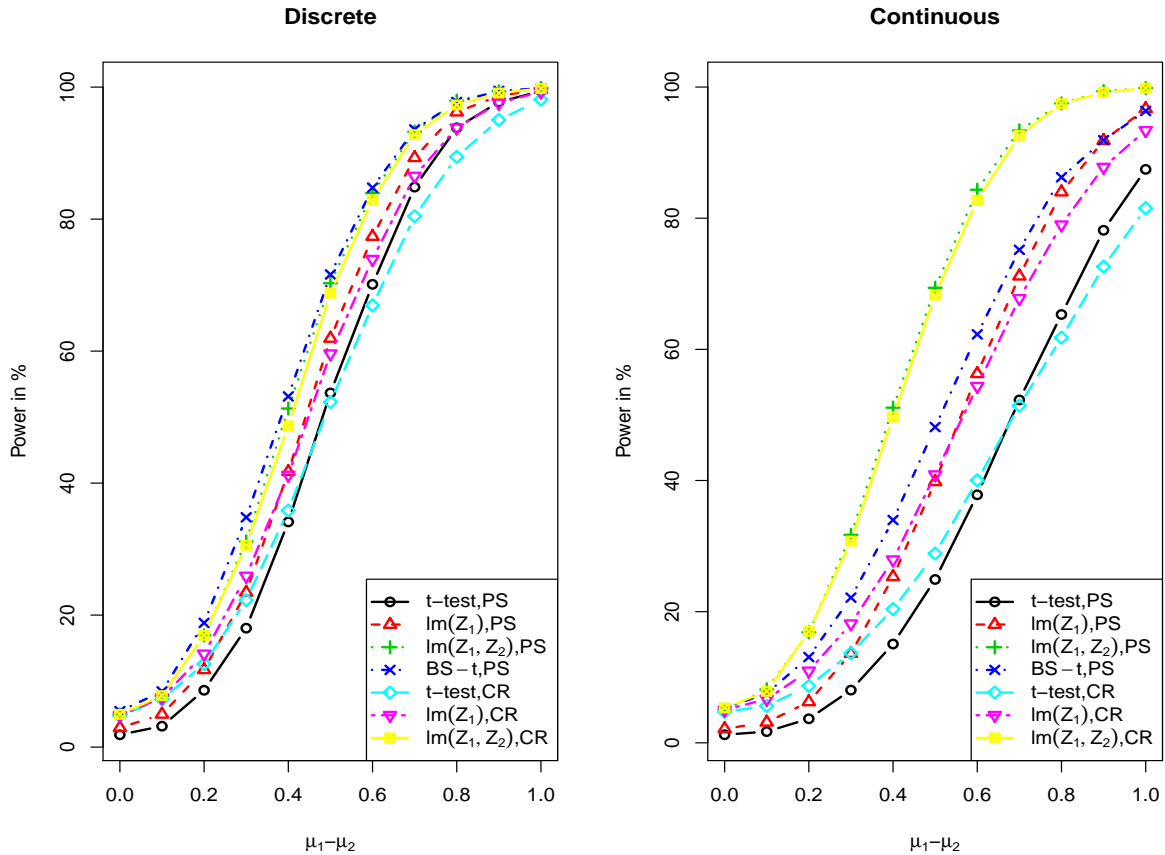 Discrete
Power in %
100
80
60
40
20
0
0.0 0.2 0.4 0.6 0.8 1.0
μ₁−μ₂
t−test,PS
lm(Z₁),PS
lm(Z₁, Z₂),PS
BS−t,PS
t−test,CR
lm(Z₁),CR
lm(Z₁, Z₂),CR
Continuous
Power in %
100
80
60
40
20
0
0.0 0.2 0.4 0.6 0.8 1.0
μ₁−μ₂
t−test,PS
lm(Z₁),PS
lm(Z₁, Z₂),PS
BS−t,PS
t−test,CR
lm(Z₁),CR
lm(Z₁, Z₂),CR